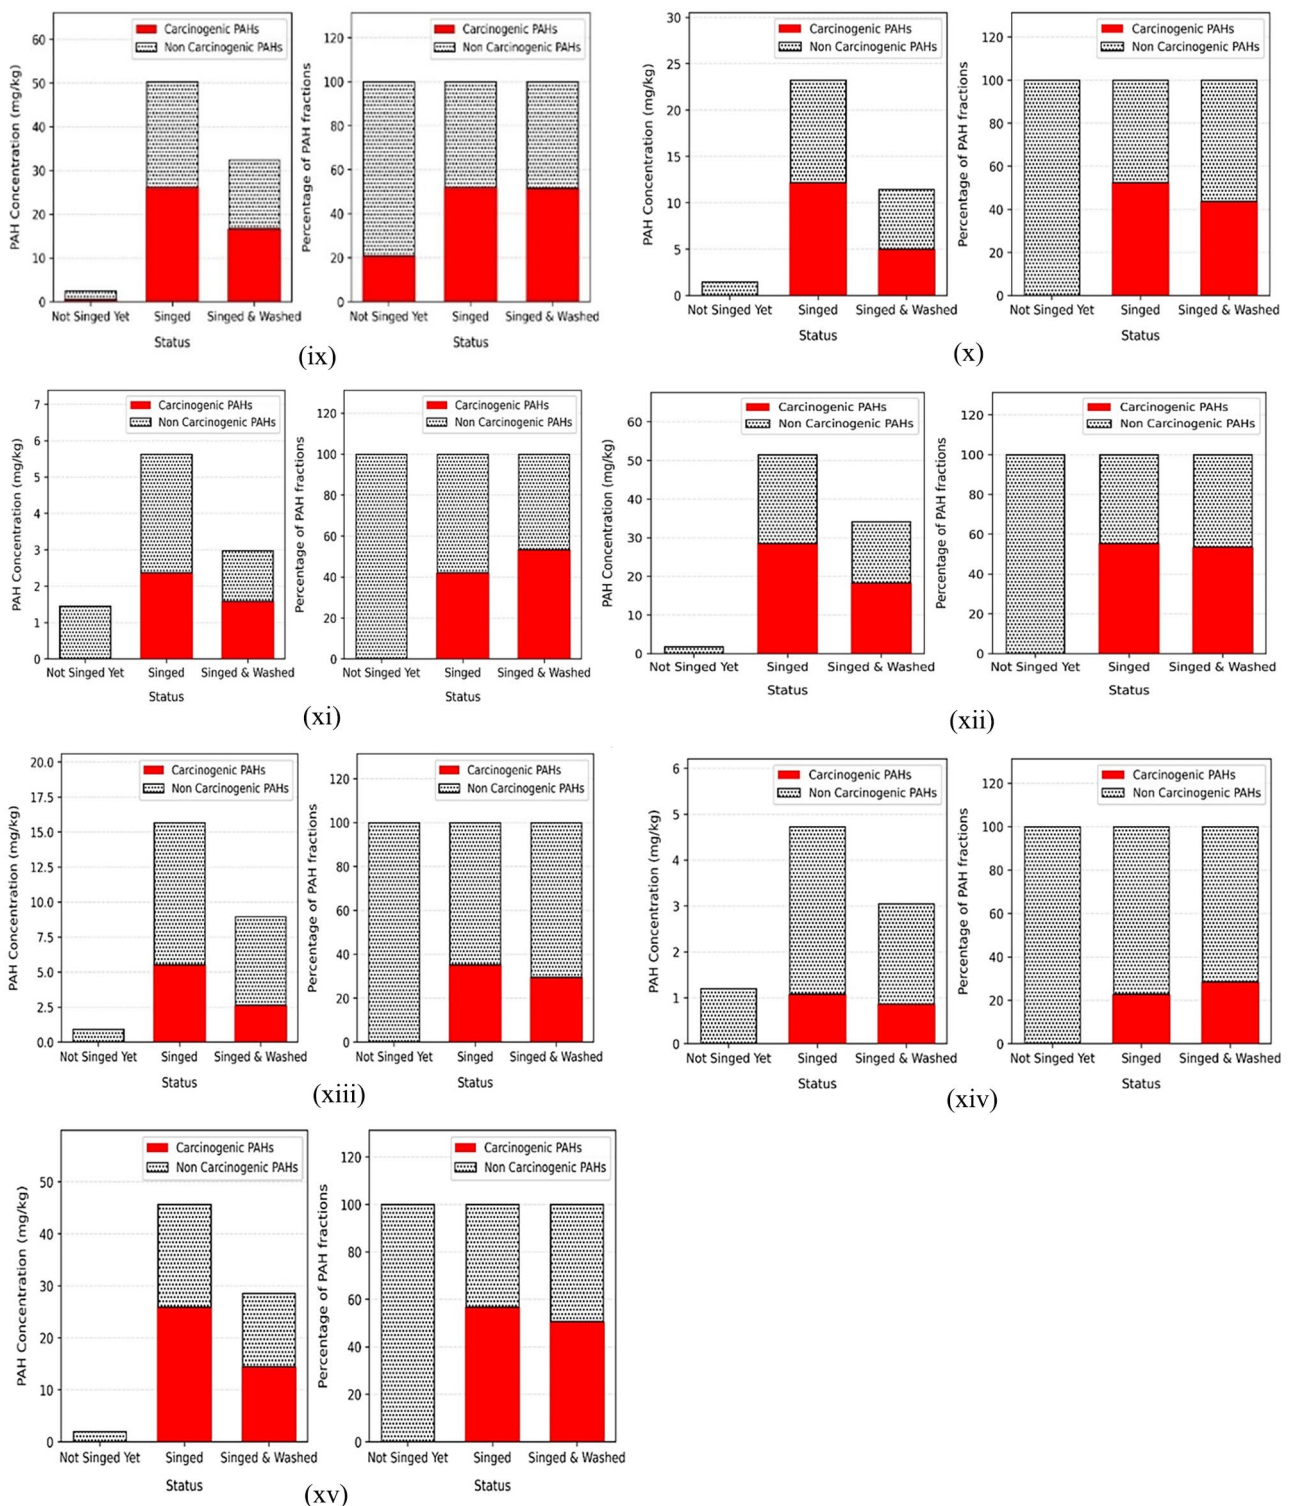 PAH Concentration (mg/kg)
60
50
40
30
20
10
0
Carcinogenic PAHs
Non Carcinogenic PAHs
Not Singed Yet Singed Singed & Washed
Status
Percentage of PAH fractions
120
100
80
60
40
20
0
Carcinogenic PAHs
Non Carcinogenic PAHs
Not Singed Yet Singed Singed & Washed
Status
(ix)
PAH Concentration (mg/kg)
30
25
20
15
10
5
0
Carcinogenic PAHs
Non Carcinogenic PAHs
Not Singed Yet Singed Singed & Washed
Status
Percentage of PAH fractions
120
100
80
60
40
20
0
Carcinogenic PAHs
Non Carcinogenic PAHs
Not Singed Yet Singed Singed & Washed
Status
(x)
PAH Concentration (mg/kg)
7
6
5
4
3
2
1
0
Carcinogenic PAHs
Non Carcinogenic PAHs
Not Singed Yet Singed Singed & Washed
Status
Percentage of PAH fractions
120
100
80
60
40
20
0
Carcinogenic PAHs
Non Carcinogenic PAHs
Not Singed Yet Singed Singed & Washed
Status
(xi)
PAH Concentration (mg/kg)
60
50
40
30
20
10
0
Carcinogenic PAHs
Non Carcinogenic PAHs
Not Singed Yet Singed Singed & Washed
Status
Percentage of PAH fractions
120
100
80
60
40
20
0
Carcinogenic PAHs
Non Carcinogenic PAHs
Not Singed Yet Singed Singed & Washed
Status
(xii)
PAH Concentration (mg/kg)
20.0
17.5
15.0
12.5
10.0
7.5
5.0
2.5
0.0
Carcinogenic PAHs
Non Carcinogenic PAHs
Not Singed Yet Singed Singed & Washed
Status
Percentage of PAH fractions
120
100
80
60
40
20
0
Carcinogenic PAHs
Non Carcinogenic PAHs
Not Singed Yet Singed Singed & Washed
Status
(xiii)
PAH Concentration (mg/kg)
6
5
4
3
2
1
0
Carcinogenic PAHs
Non Carcinogenic PAHs
Not Singed Yet Singed Singed & Washed
Status
Percentage of PAH fractions
120
100
80
60
40
20
0
Carcinogenic PAHs
Non Carcinogenic PAHs
Not Singed Yet Singed Singed & Washed
Status
(xiv)
PAH Concentration (mg/kg)
50
40
30
20
10
0
Carcinogenic PAHs
Non Carcinogenic PAHs
Not Singed Yet Singed Singed & Washed
Status
Percentage of PAH fractions
120
100
80
60
40
20
0
Carcinogenic PAHs
Non Carcinogenic PAHs
Not Singed Yet Singed Singed & Washed
Status
(xv)